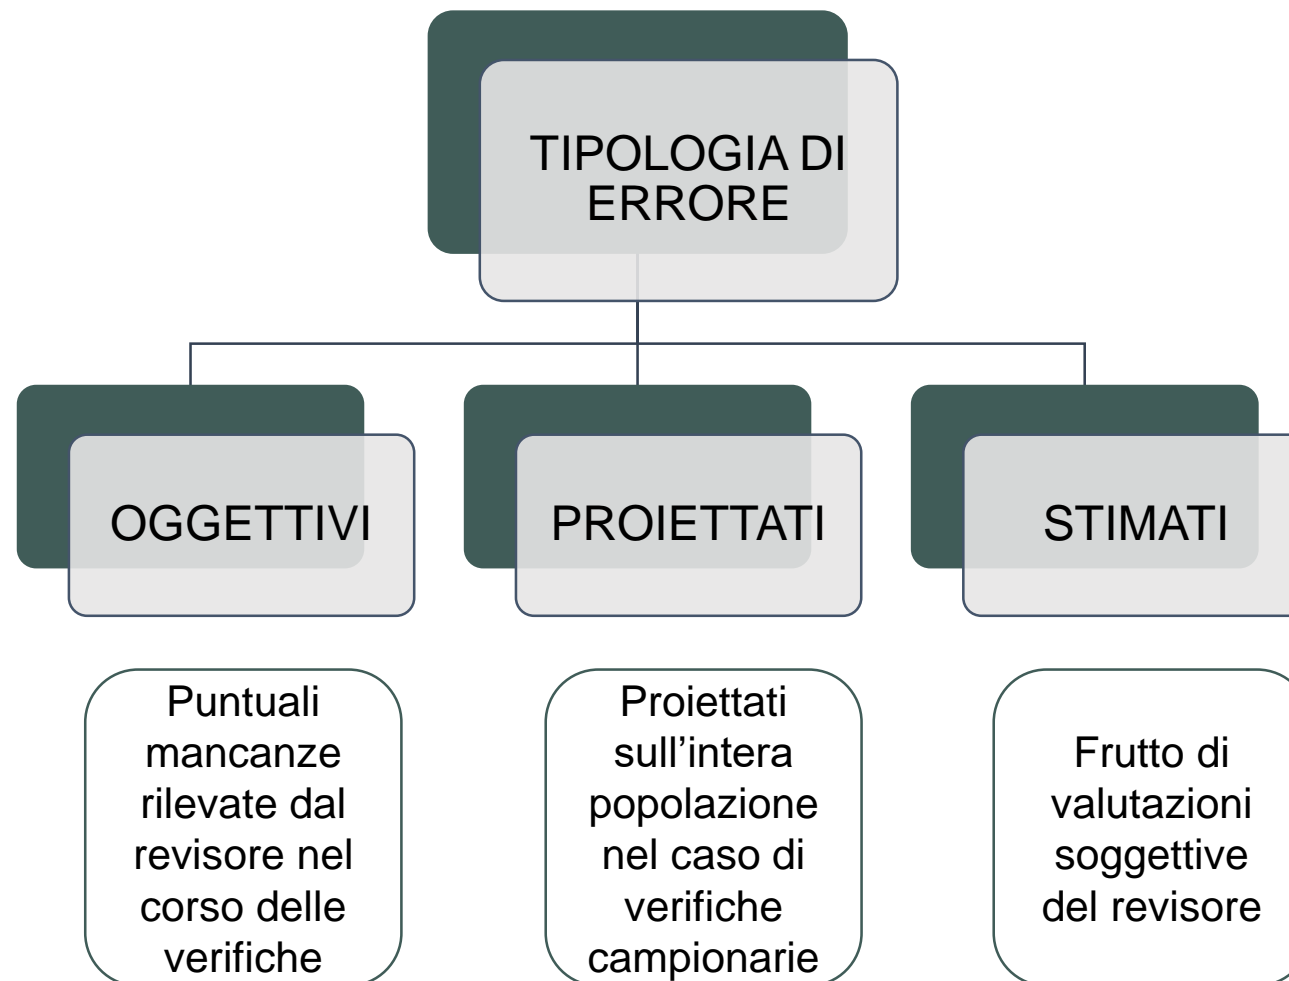 TIPOLOGIA DI
ERRORE
OGGETTIVI
PROIETTATI
STIMATI
Puntuali
mancanze
rilevate dal
revisore nel
corso delle
verifiche
Proiettati
sull’intera
popolazione
nel caso di
verifiche
campionarie
Frutto di
valutazioni
soggettive
del revisore